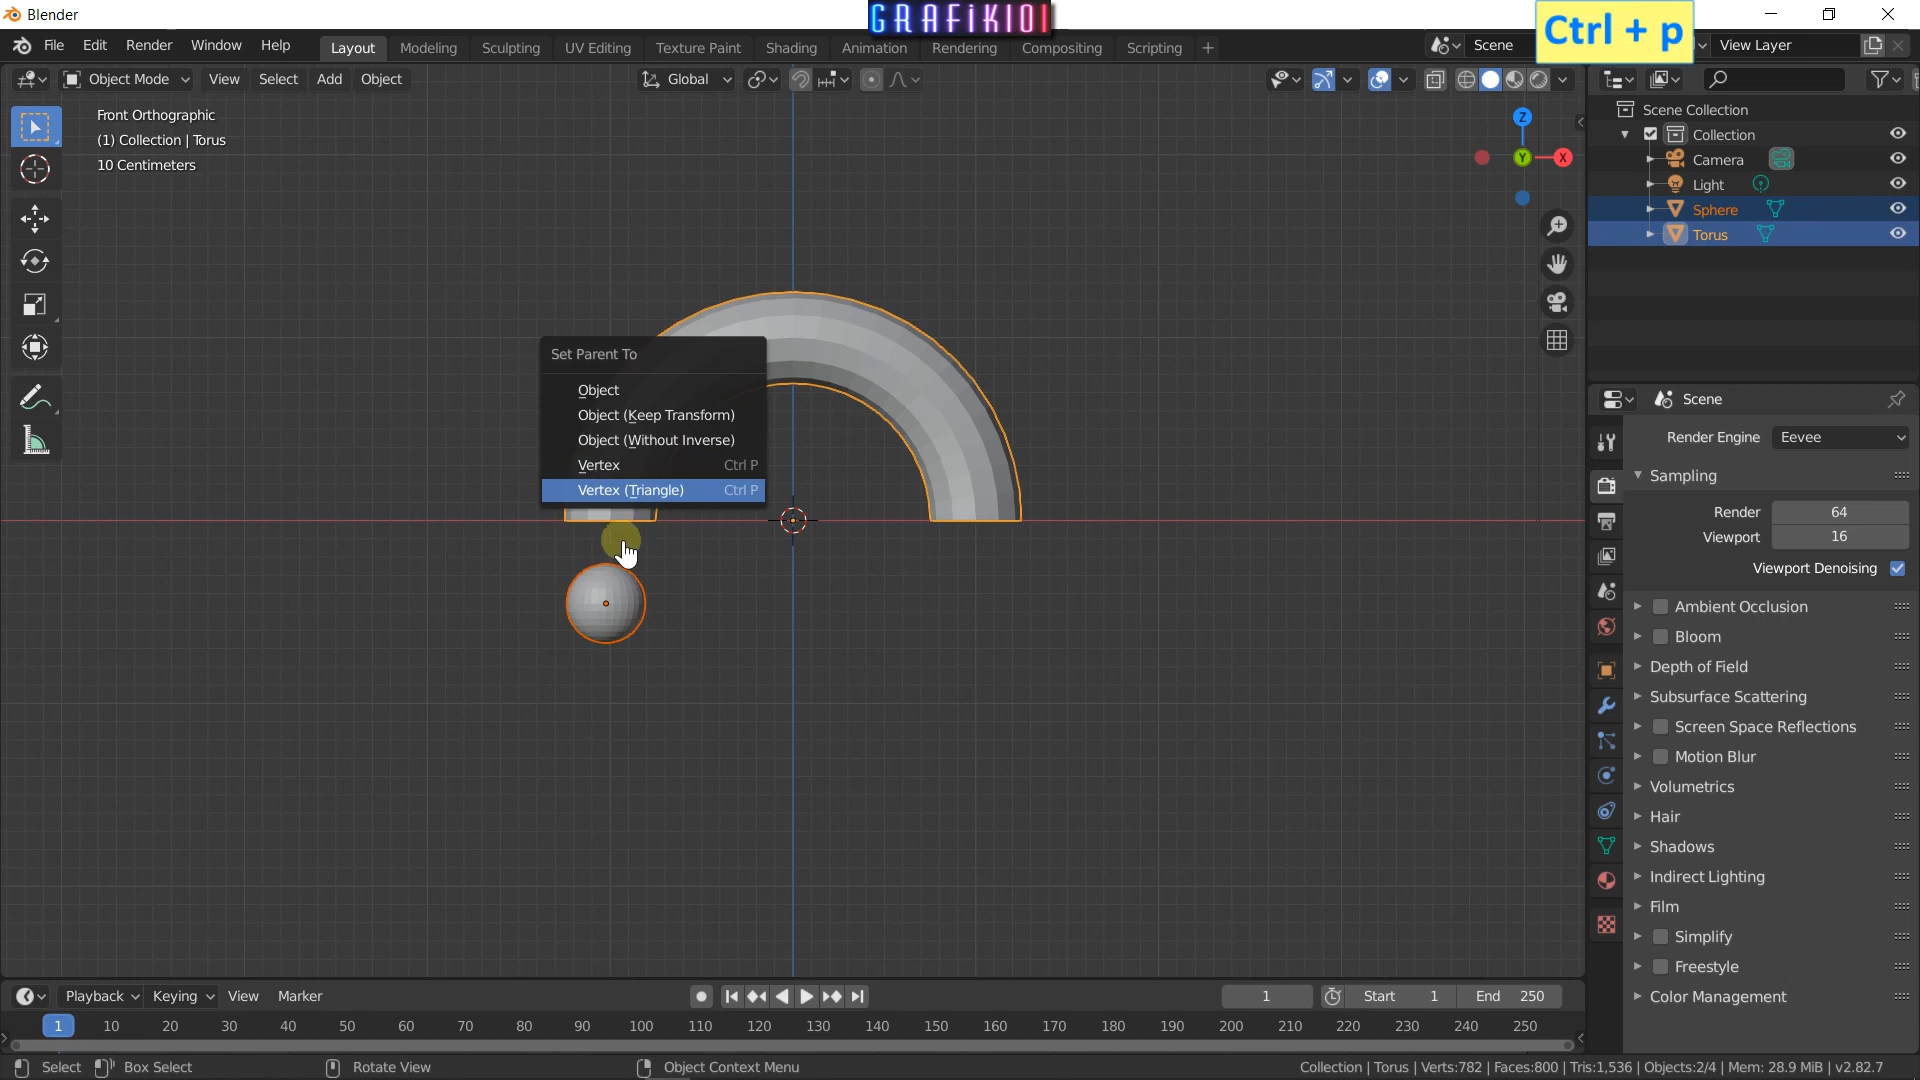 Blender
GRAFiK101
Ctrl + p
File Edit Render Window Help
Layout Modeling Sculpting UV Editing Texture Paint Shading Animation Rendering Compositing Scripting +
Scene
View Layer
Object Mode View Select Add Object
Global
Front Orthographic
(1) Collection | Torus
10 Centimeters
Z
Y
X
Scene Collection
Collection
Camera
Light
Sphere
Torus
Set Parent To
Object
Object (Keep Transform)
Object (Without Inverse)
Vertex Ctrl P
Vertex (Triangle) Ctrl P
Scene
Render Engine Eevee
Sampling
Render 64
Viewport 16
Viewport Denoising
Ambient Occlusion
Bloom
Depth of Field
Subsurface Scattering
Screen Space Reflections
Motion Blur
Volumetrics
Hair
Shadows
Indirect Lighting
Film
Simplify
Freestyle
Color Management
Playback Keying View Marker
1 Start 1 End 250
1 10 20 30 40 50 60 70 80 90 100 110 120 130 140 150 160 170 180 190 200 210 220 230 240 250
Select Box Select Rotate View Object Context Menu
Collection | Torus | Verts:782 | Faces:800 | Tris:1,536 | Objects:2/4 | Mem: 28.9 MiB | v2.82.7